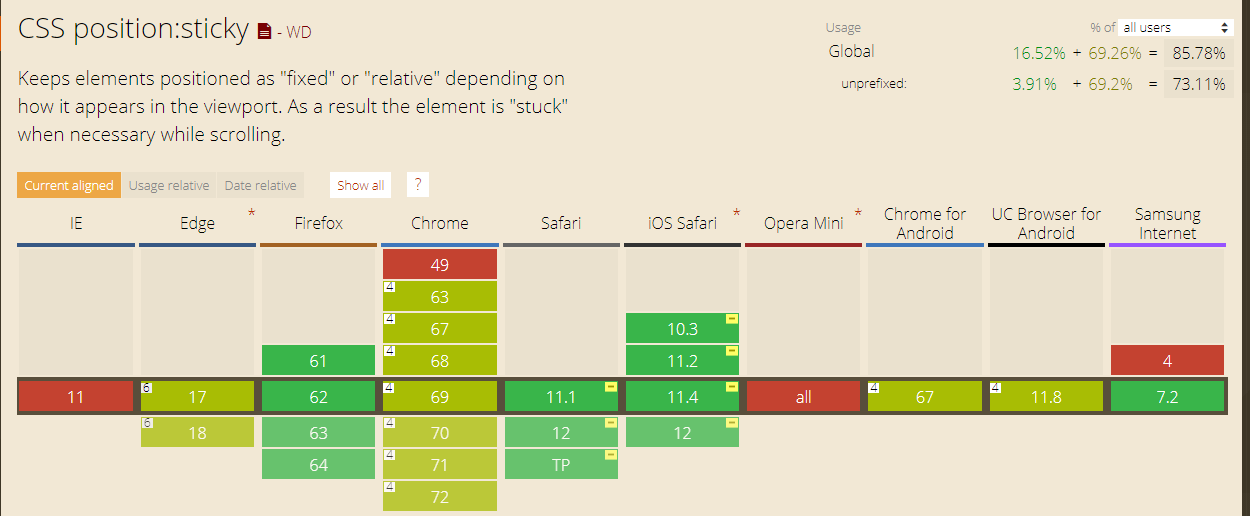 CSS position:sticky - WD
Usage % of all users
Global 16.52% + 69.26% = 85.78%
unprefixed: 3.91% + 69.2% = 73.11%
Keeps elements positioned as "fixed" or "relative" depending on
how it appears in the viewport. As a result the element is "stuck"
when necessary while scrolling.
Current aligned Usage relative Date relative Show all ?
IE Edge * Firefox Chrome Safari iOS Safari * Opera Mini * Chrome for Android UC Browser for Android Samsung Internet
49
4 63
4 67 10.3
61 4 68 11.2 4
11 6 17 62 4 69 11.1 11.4 all 4 67 4 11.8 7.2
6 18 63 4 70 12 12
64 4 71 TP
4 72